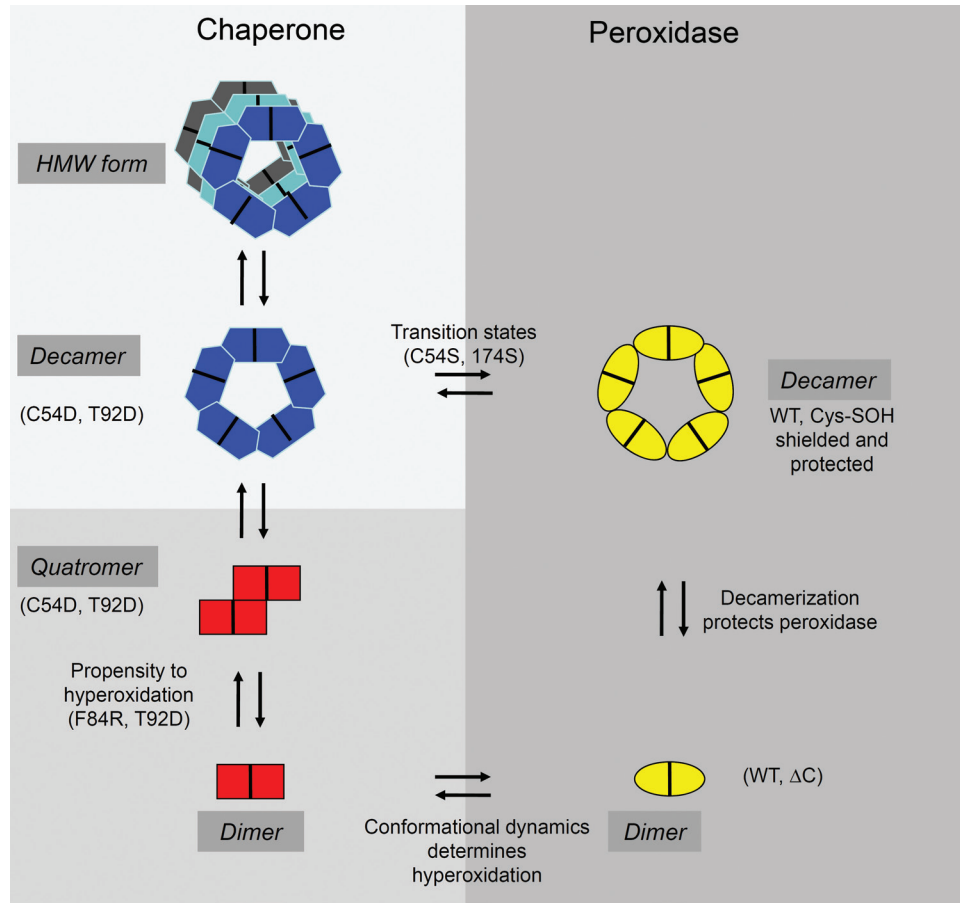 Chaperone
Peroxidase
HMW form
Decamer
(C54D, T92D)
Transition states
(C54S, 174S)
Decamer
WT, Cys-SOH
shielded and
protected
Quatromer
(C54D, T92D)
Decamerization
protects peroxidase
Propensity to
hyperoxidation
(F84R, T92D)
(WT, ΔC)
Dimer
Conformational dynamics
determines
hyperoxidation
Dimer